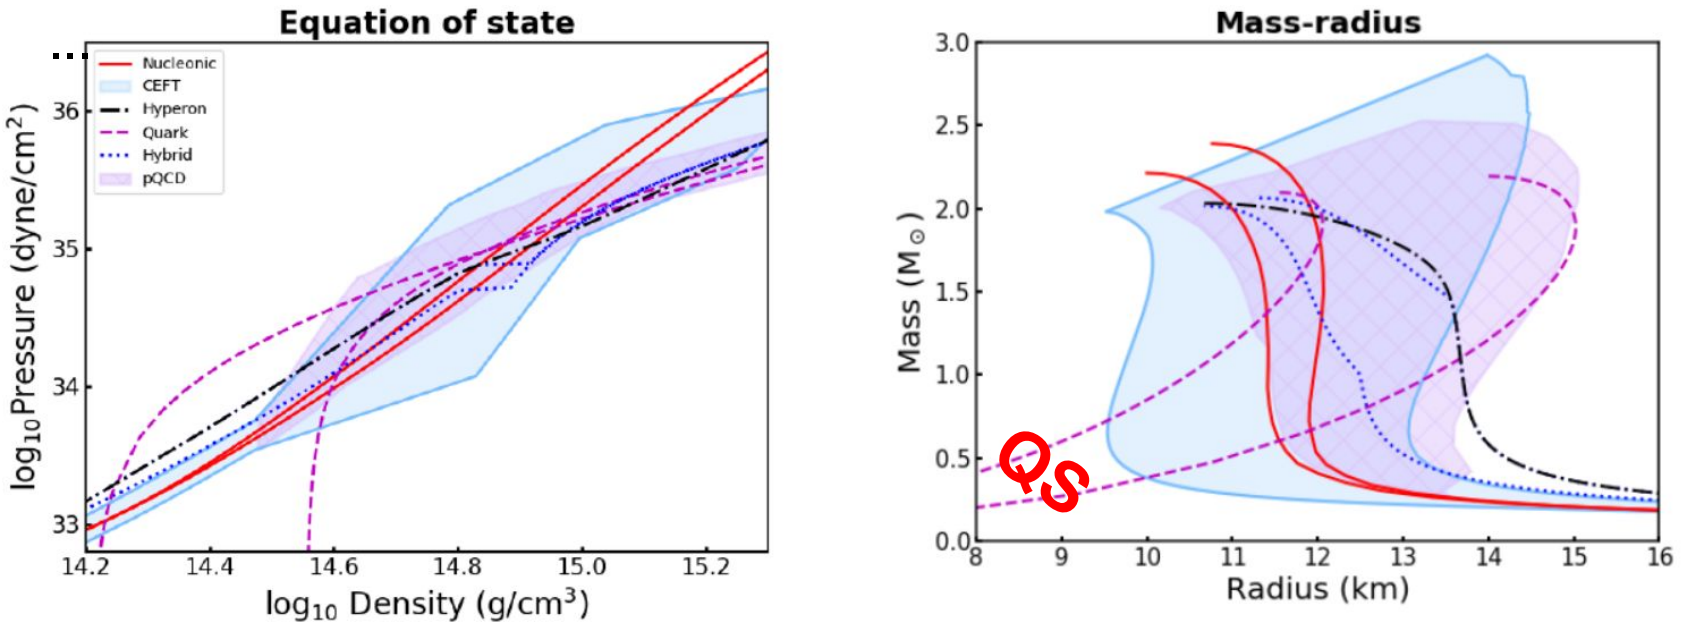 Equation of state
...
Nucleonic
CEFT
Hyperon
Quark
Hybrid
pQCD
log₁₀Pressure (dyne/cm²)
36
35
34
33
14.2 14.4 14.6 14.8 15.0 15.2
log₁₀ Density (g/cm³)
Mass-radius
Mass (M⊙)
3.0
2.5
2.0
1.5
1.0
0.5
0.0
QS
8 9 10 11 12 13 14 15 16
Radius (km)